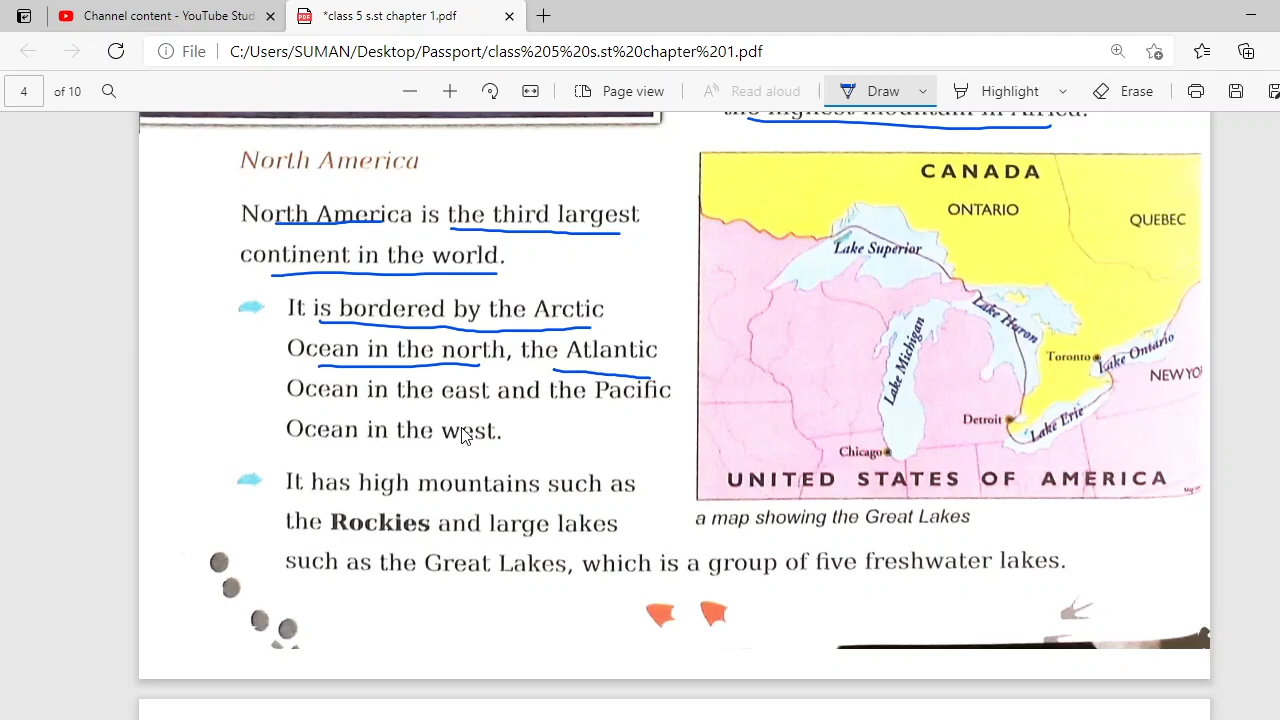 Channel content - YouTube Stud
*class 5 s.st chapter 1.pdf
File
C:/Users/SUMAN/Desktop/Passport/class%205%20s.st%20chapter%201.pdf
4 of 10
Page view
Read aloud
Draw
Highlight
Erase
the highest mountain in Africa.
North America
North America is the third largest
continent in the world.
It is bordered by the Arctic
Ocean in the north, the Atlantic
Ocean in the east and the Pacific
Ocean in the west.
It has high mountains such as
the Rockies and large lakes
such as the Great Lakes, which is a group of five freshwater lakes.
CANADA
ONTARIO
QUEBEC
Lake Superior
Lake Huron
Lake Michigan
Toronto
Lake Ontario
NEW YO
Detroit
Lake Erie
Chicago
UNITED STATES OF AMERICA
a map showing the Great Lakes